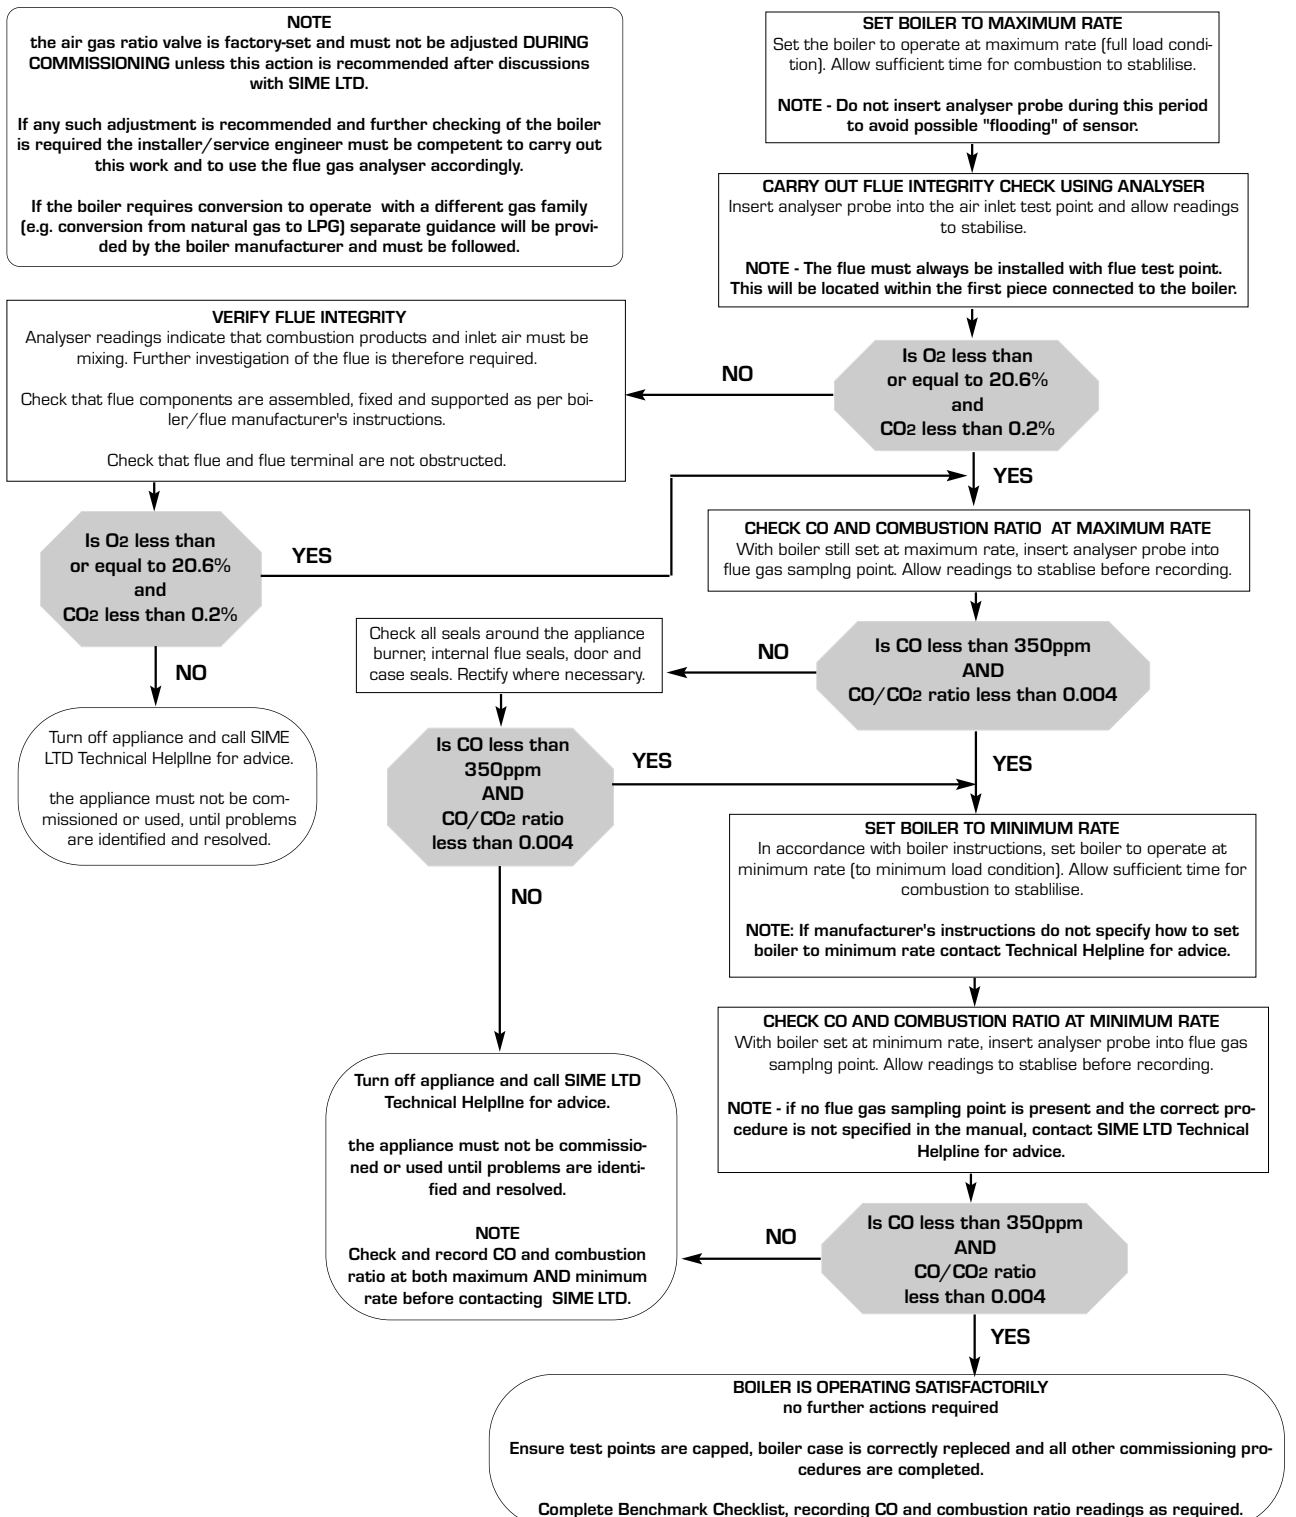 NOTE
the air gas ratio valve is factory-set and must not be adjusted DURING
COMMISSIONING unless this action is recommended after discussions
with SIME LTD.
If any such adjustment is recommended and further checking of the boiler
is required the installer/service engineer must be competent to carry out
this work and to use the flue gas analyser accordingly.
If the boiler requires conversion to operate with a different gas family
(e.g. conversion from natural gas to LPG) separate guidance will be provi-
ded by the boiler manufacturer and must be followed.
SET BOILER TO MAXIMUM RATE
Set the boiler to operate at maximum rate (full load condi-
tion). Allow sufficient time for combustion to stablilise.
NOTE - Do not insert analyser probe during this period
to avoid possible "flooding" of sensor.
CARRY OUT FLUE INTEGRITY CHECK USING ANALYSER
Insert analyser probe into the air inlet test point and allow readings
to stabilise.
NOTE - The flue must always be installed with flue test point.
This will be located within the first piece connected to the boiler.
Is O2 less than
or equal to 20.6%
and
CO2 less than 0.2%
NO
YES
VERIFY FLUE INTEGRITY
Analyser readings indicate that combustion products and inlet air must be
mixing. Further investigation of the flue is therefore required.
Check that flue components are assembled, fixed and supported as per boi-
ler/flue manufacturer's instructions.
Check that flue and flue terminal are not obstructed.
Is O2 less than
or equal to 20.6%
and
CO2 less than 0.2%
YES
NO
Turn off appliance and call SIME
LTD Technical HelpIIne for advice.
the appliance must not be com-
missioned or used, until problems
are identified and resolved.
CHECK CO AND COMBUSTION RATIO AT MAXIMUM RATE
With boiler still set at maximum rate, insert analyser probe into
flue gas samplng point. Allow readings to stablise before recording.
Is CO less than 350ppm
AND
CO/CO2 ratio less than 0.004
NO
YES
Check all seals around the appliance
burner, internal flue seals, door and
case seals. Rectify where necessary.
Is CO less than
350ppm
AND
CO/CO2 ratio
less than 0.004
YES
NO
SET BOILER TO MINIMUM RATE
In accordance with boiler instructions, set boiler to operate at
minimum rate (to minimum load condition). Allow sufficient time for
combustion to stablilise.
NOTE: If manufacturer's instructions do not specify how to set
boiler to minimum rate contact Technical Helpline for advice.
CHECK CO AND COMBUSTION RATIO AT MINIMUM RATE
With boiler set at minimum rate, insert analyser probe into flue gas
samplng point. Allow readings to stablise before recording.
NOTE - if no flue gas sampling point is present and the correct pro-
cedure is not specified in the manual, contact SIME LTD Technical
Helpline for advice.
Turn off appliance and call SIME LTD
Technical HelpIIne for advice.
the appliance must not be commissio-
ned or used until problems are identi-
fied and resolved.
NOTE
Check and record CO and combustion
ratio at both maximum AND minimum
rate before contacting SIME LTD.
Is CO less than 350ppm
AND
CO/CO2 ratio
less than 0.004
NO
YES
BOILER IS OPERATING SATISFACTORILY
no further actions required
Ensure test points are capped, boiler case is correctly repleced and all other commissioning pro-
cedures are completed.
Complete Benchmark Checklist, recording CO and combustion ratio readings as required.